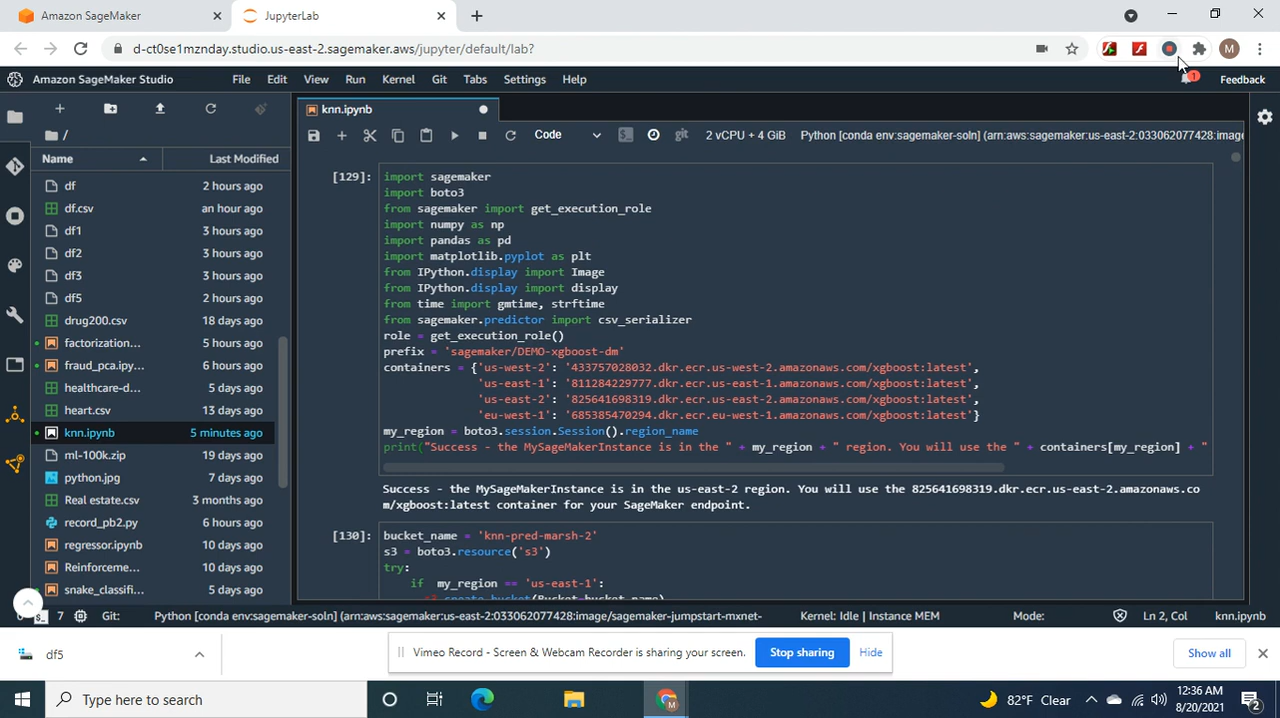 Amazon SageMaker
JupyterLab
d-ct0se1mznday.studio.us-east-2.sagemaker.aws/jupyter/default/lab?
M
Amazon SageMaker Studio
File Edit View Run Kernel Git Tabs Settings Help
1
Feedback
knn.ipynb
Code
git
2 vCPU + 4 GiB
Python [conda env:sagemaker-soln] (arn:aws:sagemaker:us-east-2:033062077428:image
/
Name Last Modified
df 2 hours ago
df.csv an hour ago
df1 3 hours ago
df2 3 hours ago
df3 3 hours ago
df5 2 hours ago
drug200.csv 18 days ago
factorization... 5 hours ago
fraud_pca.ipy... 6 hours ago
healthcare-d... 5 days ago
heart.csv 13 days ago
knn.ipynb 5 minutes ago
ml-100k.zip 19 days ago
python.jpg 7 days ago
Real estate.csv 3 months ago
record_pb2.py 6 hours ago
regressor.ipynb 10 days ago
Reinforceme... 10 days ago
snake_classifi... 5 days ago
[129]:
import sagemaker
import boto3
from sagemaker import get_execution_role
import numpy as np
import pandas as pd
import matplotlib.pyplot as plt
from IPython.display import Image
from IPython.display import display
from time import gmtime, strftime
from sagemaker.predictor import csv_serializer
role = get_execution_role()
prefix = 'sagemaker/DEMO-xgboost-dm'
containers = {'us-west-2': '433757028032.dkr.ecr.us-west-2.amazonaws.com/xgboost:latest',
'us-east-1': '811284229777.dkr.ecr.us-east-1.amazonaws.com/xgboost:latest',
'us-east-2': '825641698319.dkr.ecr.us-east-2.amazonaws.com/xgboost:latest',
'eu-west-1': '685385470294.dkr.ecr.eu-west-1.amazonaws.com/xgboost:latest'}
my_region = boto3.session.Session().region_name
print("Success - the MySageMakerInstance is in the " + my_region + " region. You will use the " + containers[my_region] + "
Success - the MySageMakerInstance is in the us-east-2 region. You will use the 825641698319.dkr.ecr.us-east-2.amazonaws.co
m/xgboost:latest container for your SageMaker endpoint.
[130]:
bucket_name = 'knn-pred-marsh-2'
s3 = boto3.resource('s3')
try:
if my_region == 'us-east-1':
s3.create_bucket(Bucket=bucket_name)
7 Git: Python [conda env:sagemaker-soln] (arn:aws:sagemaker:us-east-2:033062077428:image/sagemaker-jumpstart-mxnet- Kernel: Idle | Instance MEM Mode: Ln 2, Col knn.ipynb
df5
Vimeo Record - Screen & Webcam Recorder is sharing your screen.
Stop sharing
Hide
Show all
Type here to search
M
82°F Clear
12:36 AM
8/20/2021
2